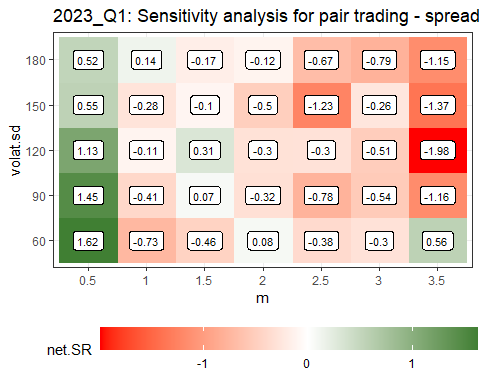 2023_Q1: Sensitivity analysis for pair trading - spread
volat.sd
180 0.52 0.14 -0.17 -0.12 -0.67 -0.79 -1.15
150 0.55 -0.28 -0.1 -0.5 -1.23 -0.26 -1.37
120 1.13 -0.11 0.31 -0.3 -0.3 -0.51 -1.98
90 1.45 -0.41 0.07 -0.32 -0.78 -0.54 -1.16
60 1.62 -0.73 -0.46 0.08 -0.38 -0.3 0.56
0.5 1 1.5 2 2.5 3 3.5
m
net.SR
-1 0 1